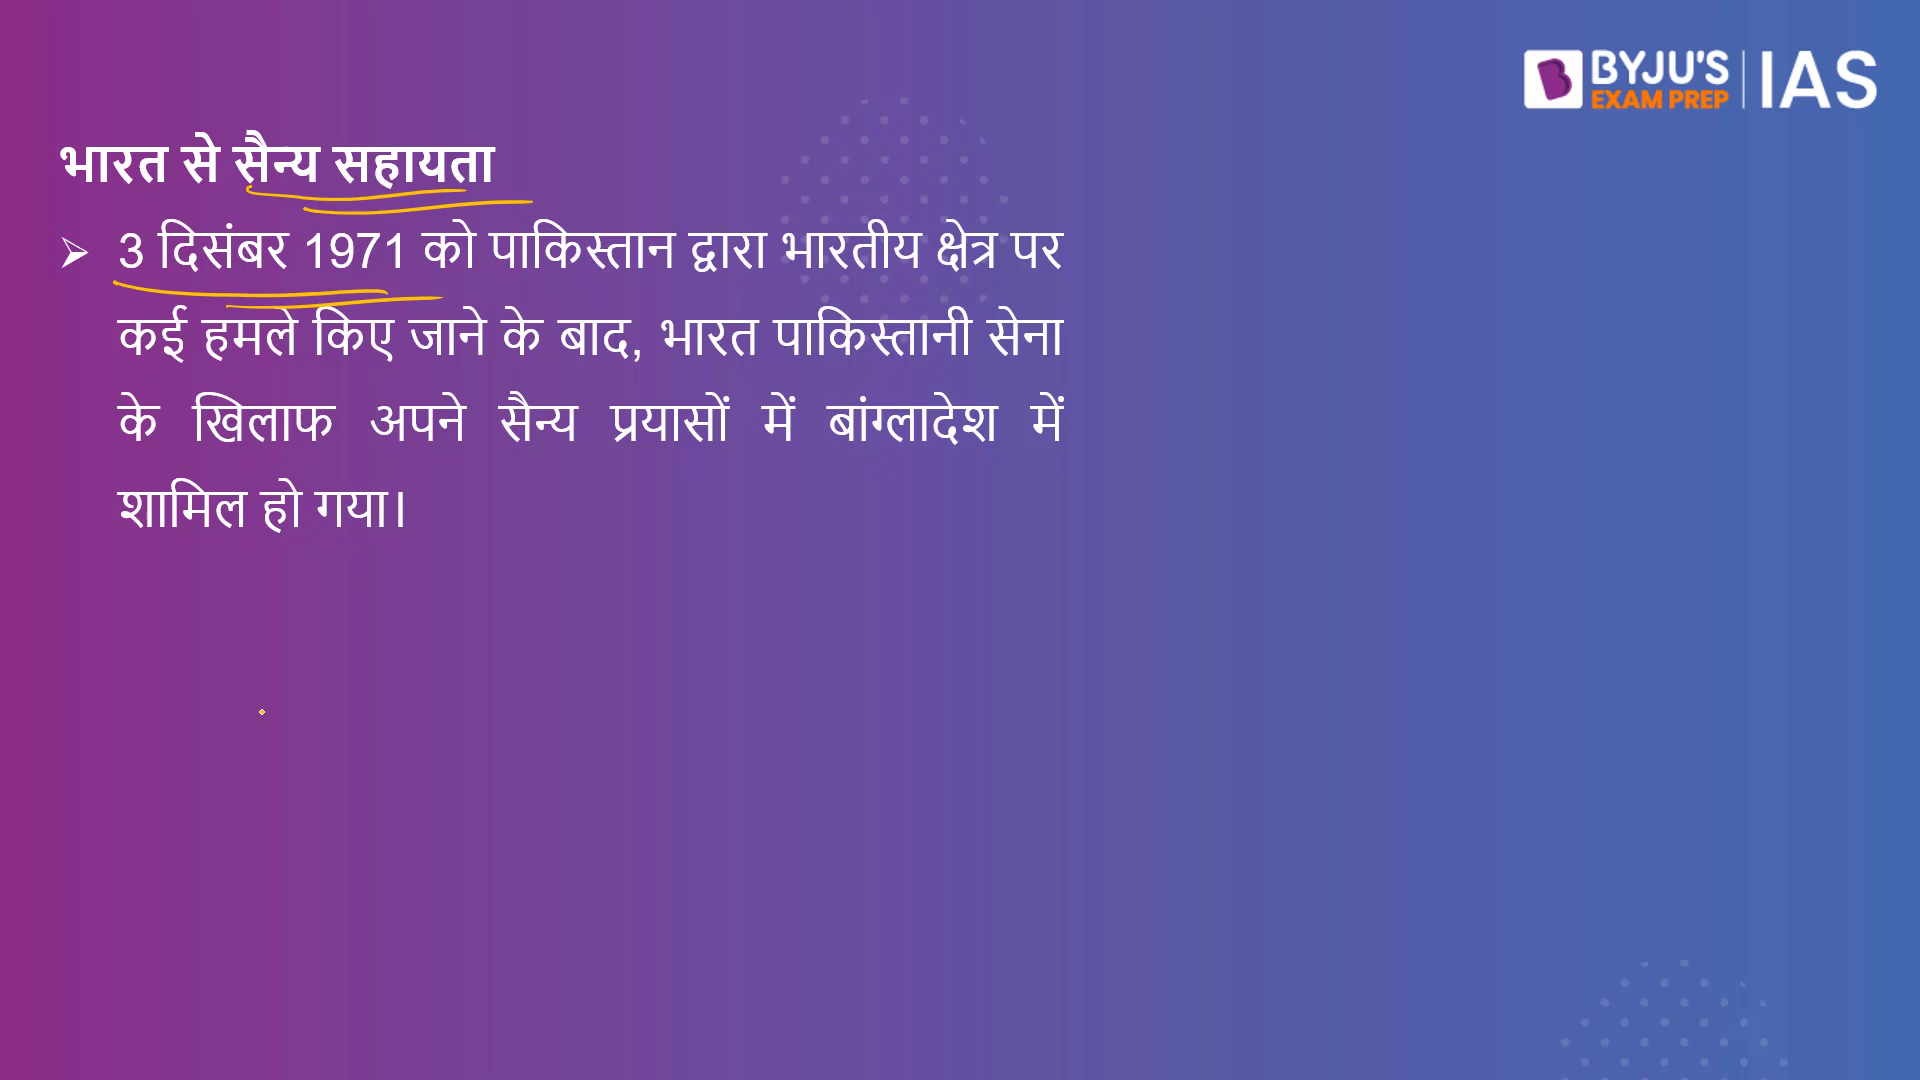 BYJU'S
EXAM PREP
IAS
भारत से सैन्य सहायता
3 दिसंबर 1971 को पाकिस्तान द्वारा भारतीय क्षेत्र पर
कई हमले किए जाने के बाद, भारत पाकिस्तानी सेना
के खिलाफ अपने सैन्य प्रयासों में बांग्लादेश में
शामिल हो गया।